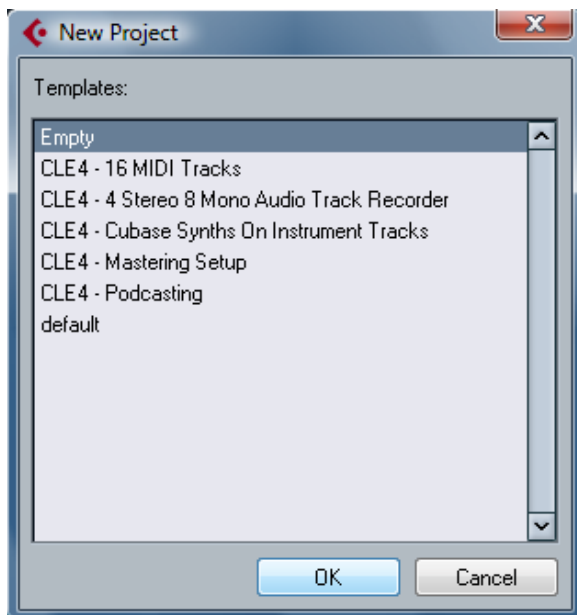 New Project
Templates:
Empty
CLE4 - 16 MIDI Tracks
CLE4 - 4 Stereo 8 Mono Audio Track Recorder
CLE4 - Cubase Synths On Instrument Tracks
CLE4 - Mastering Setup
CLE4 - Podcasting
default
OK
Cancel